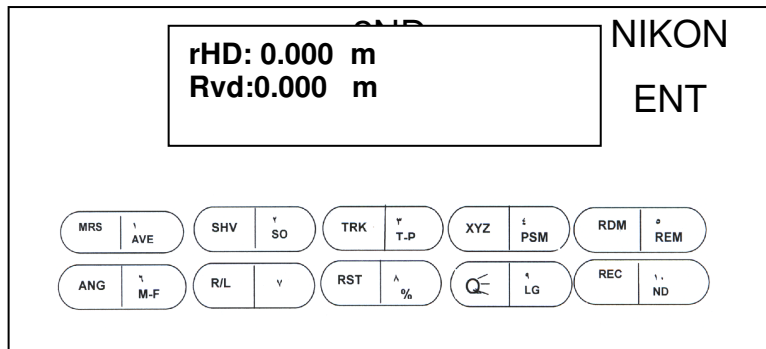 NIKON
rHD: 0.000 m
Rvd:0.000 m
ENT
MRS ١ AVE SHV ٢ SO TRK ٣ T-P XYZ ٤ PSM RDM ٥ REM
ANG ٦ M-F R/L ٧ RST ٨ % ٩ LG REC ١٠ ND